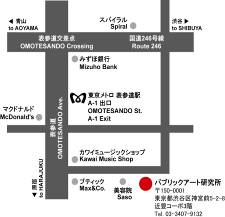 青山
to AOYAMA
スパイラル
Spiral
渋谷
to SHIBUYA
表参道交差点
OMOTESANDO Crossing
国道246号線
Route 246
みずほ銀行
Mizuho Bank
表参道
OMOTESANDO Ave.
東京メトロ 表参道駅
A-1 出口
OMOTESANDO St.
A-1 Exit
マクドナルド
McDonald's
カワイミュージックショップ
Kawai Music Shop
原宿
to HARAJUKU
ブティック
Max&Co.
美容院
Saso
パブリックアート研究所
〒150-0001
東京都渋谷区神宮前5-2-8
近豊コーポ3階
Tel. 03-3407-9132